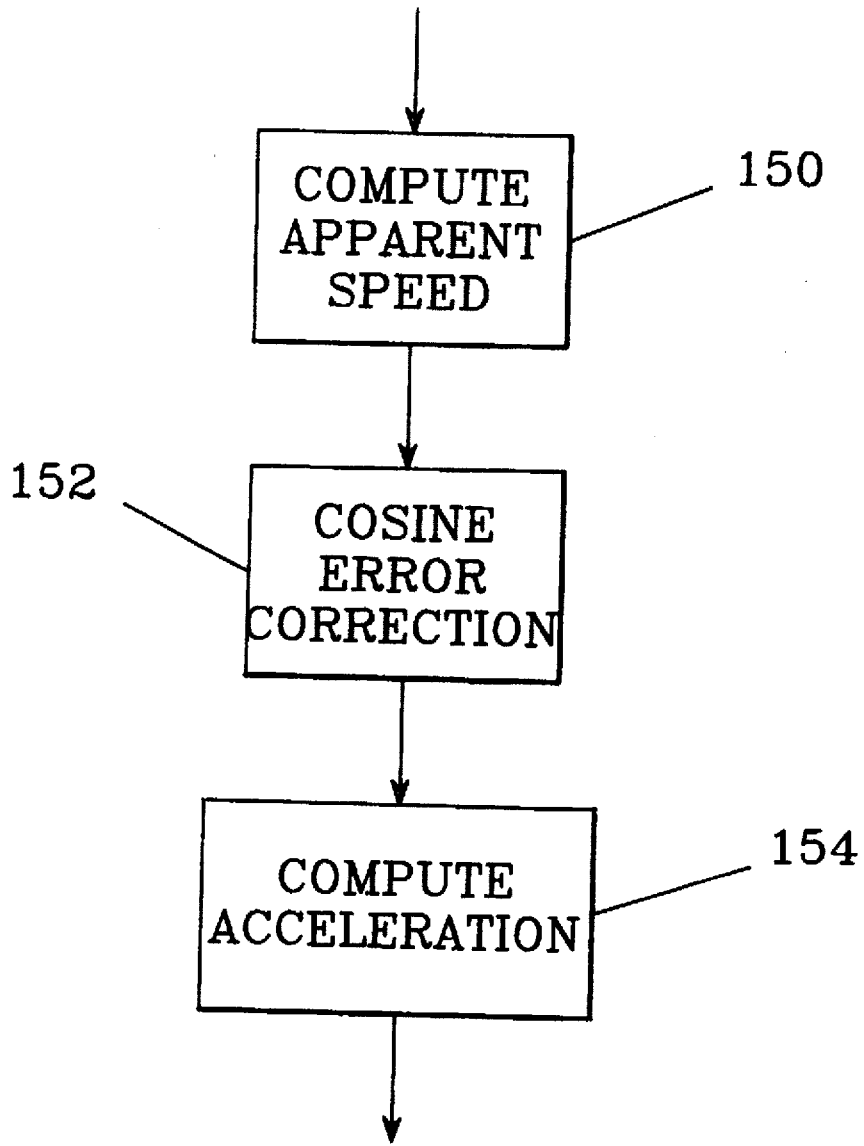 COMPUTE
APPARENT
SPEED
150
152
COSINE
ERROR
CORRECTION
COMPUTE
ACCELERATION
154